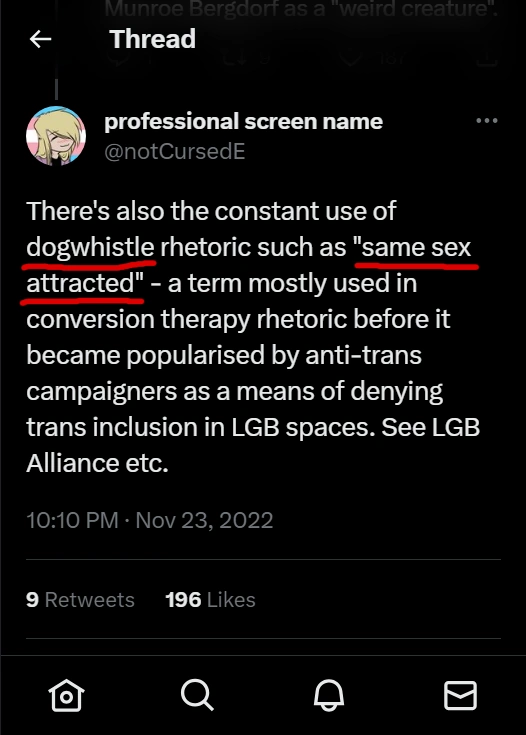 Munroe Bergdorf as a "weird creature".
Thread
professional screen name
@notCursedE
There's also the constant use of
dogwhistle rhetoric such as "same sex
attracted" - a term mostly used in
conversion therapy rhetoric before it
became popularised by anti-trans
campaigners as a means of denying
trans inclusion in LGB spaces. See LGB
Alliance etc.
10:10 PM · Nov 23, 2022
9 Retweets 196 Likes